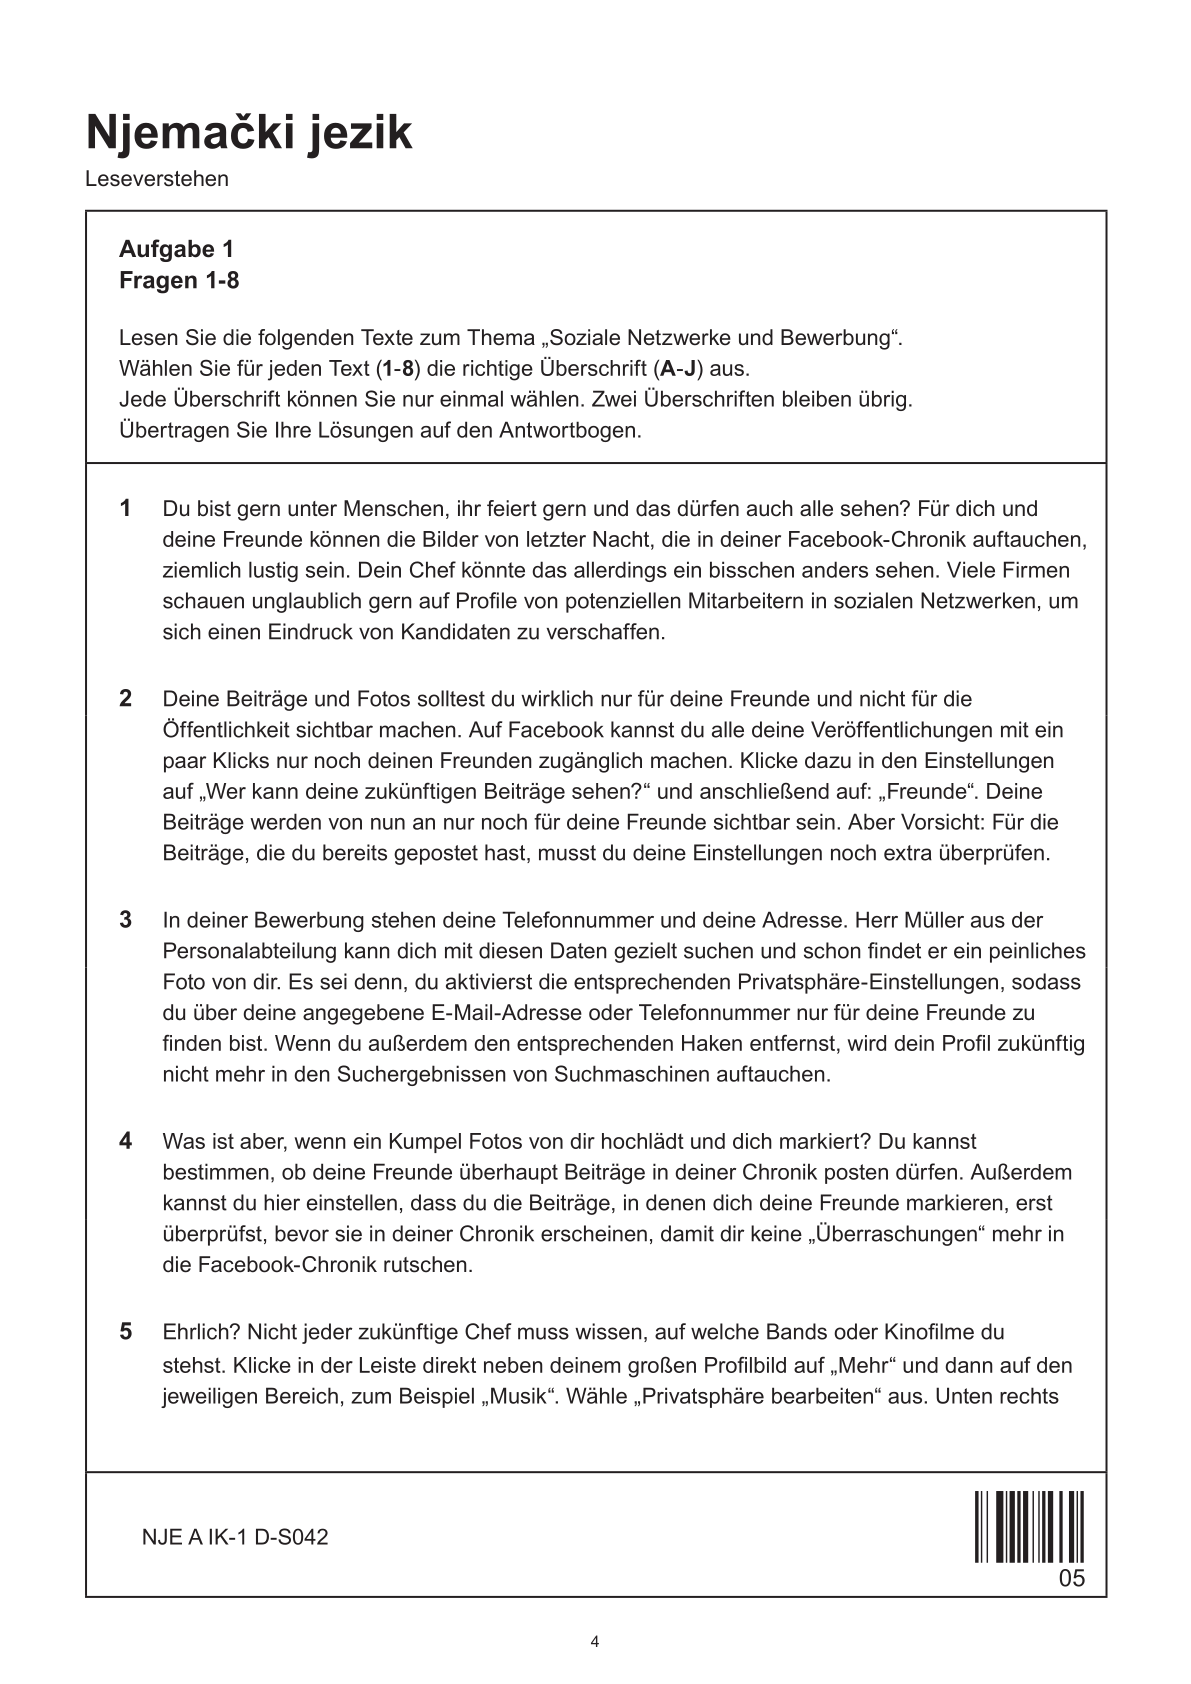 Njemački jezik
Leseverstehen
Aufgabe 1
Fragen 1-8
Lesen Sie die folgenden Texte zum Thema „Soziale Netzwerke und Bewerbung“.
Wählen Sie für jeden Text (1-8) die richtige Überschrift (A-J) aus.
Jede Überschrift können Sie nur einmal wählen. Zwei Überschriften bleiben übrig.
Übertragen Sie Ihre Lösungen auf den Antwortbogen.
1 Du bist gern unter Menschen, ihr feiert gern und das dürfen auch alle sehen? Für dich und
deine Freunde können die Bilder von letzter Nacht, die in deiner Facebook-Chronik auftauchen,
ziemlich lustig sein. Dein Chef könnte das allerdings ein bisschen anders sehen. Viele Firmen
schauen unglaublich gern auf Profile von potenziellen Mitarbeitern in sozialen Netzwerken, um
sich einen Eindruck von Kandidaten zu verschaffen.
2 Deine Beiträge und Fotos solltest du wirklich nur für deine Freunde und nicht für die
Öffentlichkeit sichtbar machen. Auf Facebook kannst du alle deine Veröffentlichungen mit ein
paar Klicks nur noch deinen Freunden zugänglich machen. Klicke dazu in den Einstellungen
auf „Wer kann deine zukünftigen Beiträge sehen?“ und anschließend auf: „Freunde“. Deine
Beiträge werden von nun an nur noch für deine Freunde sichtbar sein. Aber Vorsicht: Für die
Beiträge, die du bereits gepostet hast, musst du deine Einstellungen noch extra überprüfen.
3 In deiner Bewerbung stehen deine Telefonnummer und deine Adresse. Herr Müller aus der
Personalabteilung kann dich mit diesen Daten gezielt suchen und schon findet er ein peinliches
Foto von dir. Es sei denn, du aktivierst die entsprechenden Privatsphäre-Einstellungen, sodass
du über deine angegebene E-Mail-Adresse oder Telefonnummer nur für deine Freunde zu
finden bist. Wenn du außerdem den entsprechenden Haken entfernst, wird dein Profil zukünftig
nicht mehr in den Suchergebnissen von Suchmaschinen auftauchen.
4 Was ist aber, wenn ein Kumpel Fotos von dir hochlädt und dich markiert? Du kannst
bestimmen, ob deine Freunde überhaupt Beiträge in deiner Chronik posten dürfen. Außerdem
kannst du hier einstellen, dass du die Beiträge, in denen dich deine Freunde markieren, erst
überprüfst, bevor sie in deiner Chronik erscheinen, damit dir keine „Überraschungen“ mehr in
die Facebook-Chronik rutschen.
5 Ehrlich? Nicht jeder zukünftige Chef muss wissen, auf welche Bands oder Kinofilme du
stehst. Klicke in der Leiste direkt neben deinem großen Profilbild auf „Mehr“ und dann auf den
jeweiligen Bereich, zum Beispiel „Musik“. Wähle „Privatsphäre bearbeiten“ aus. Unten rechts
NJE A IK-1 D-S042
05
4